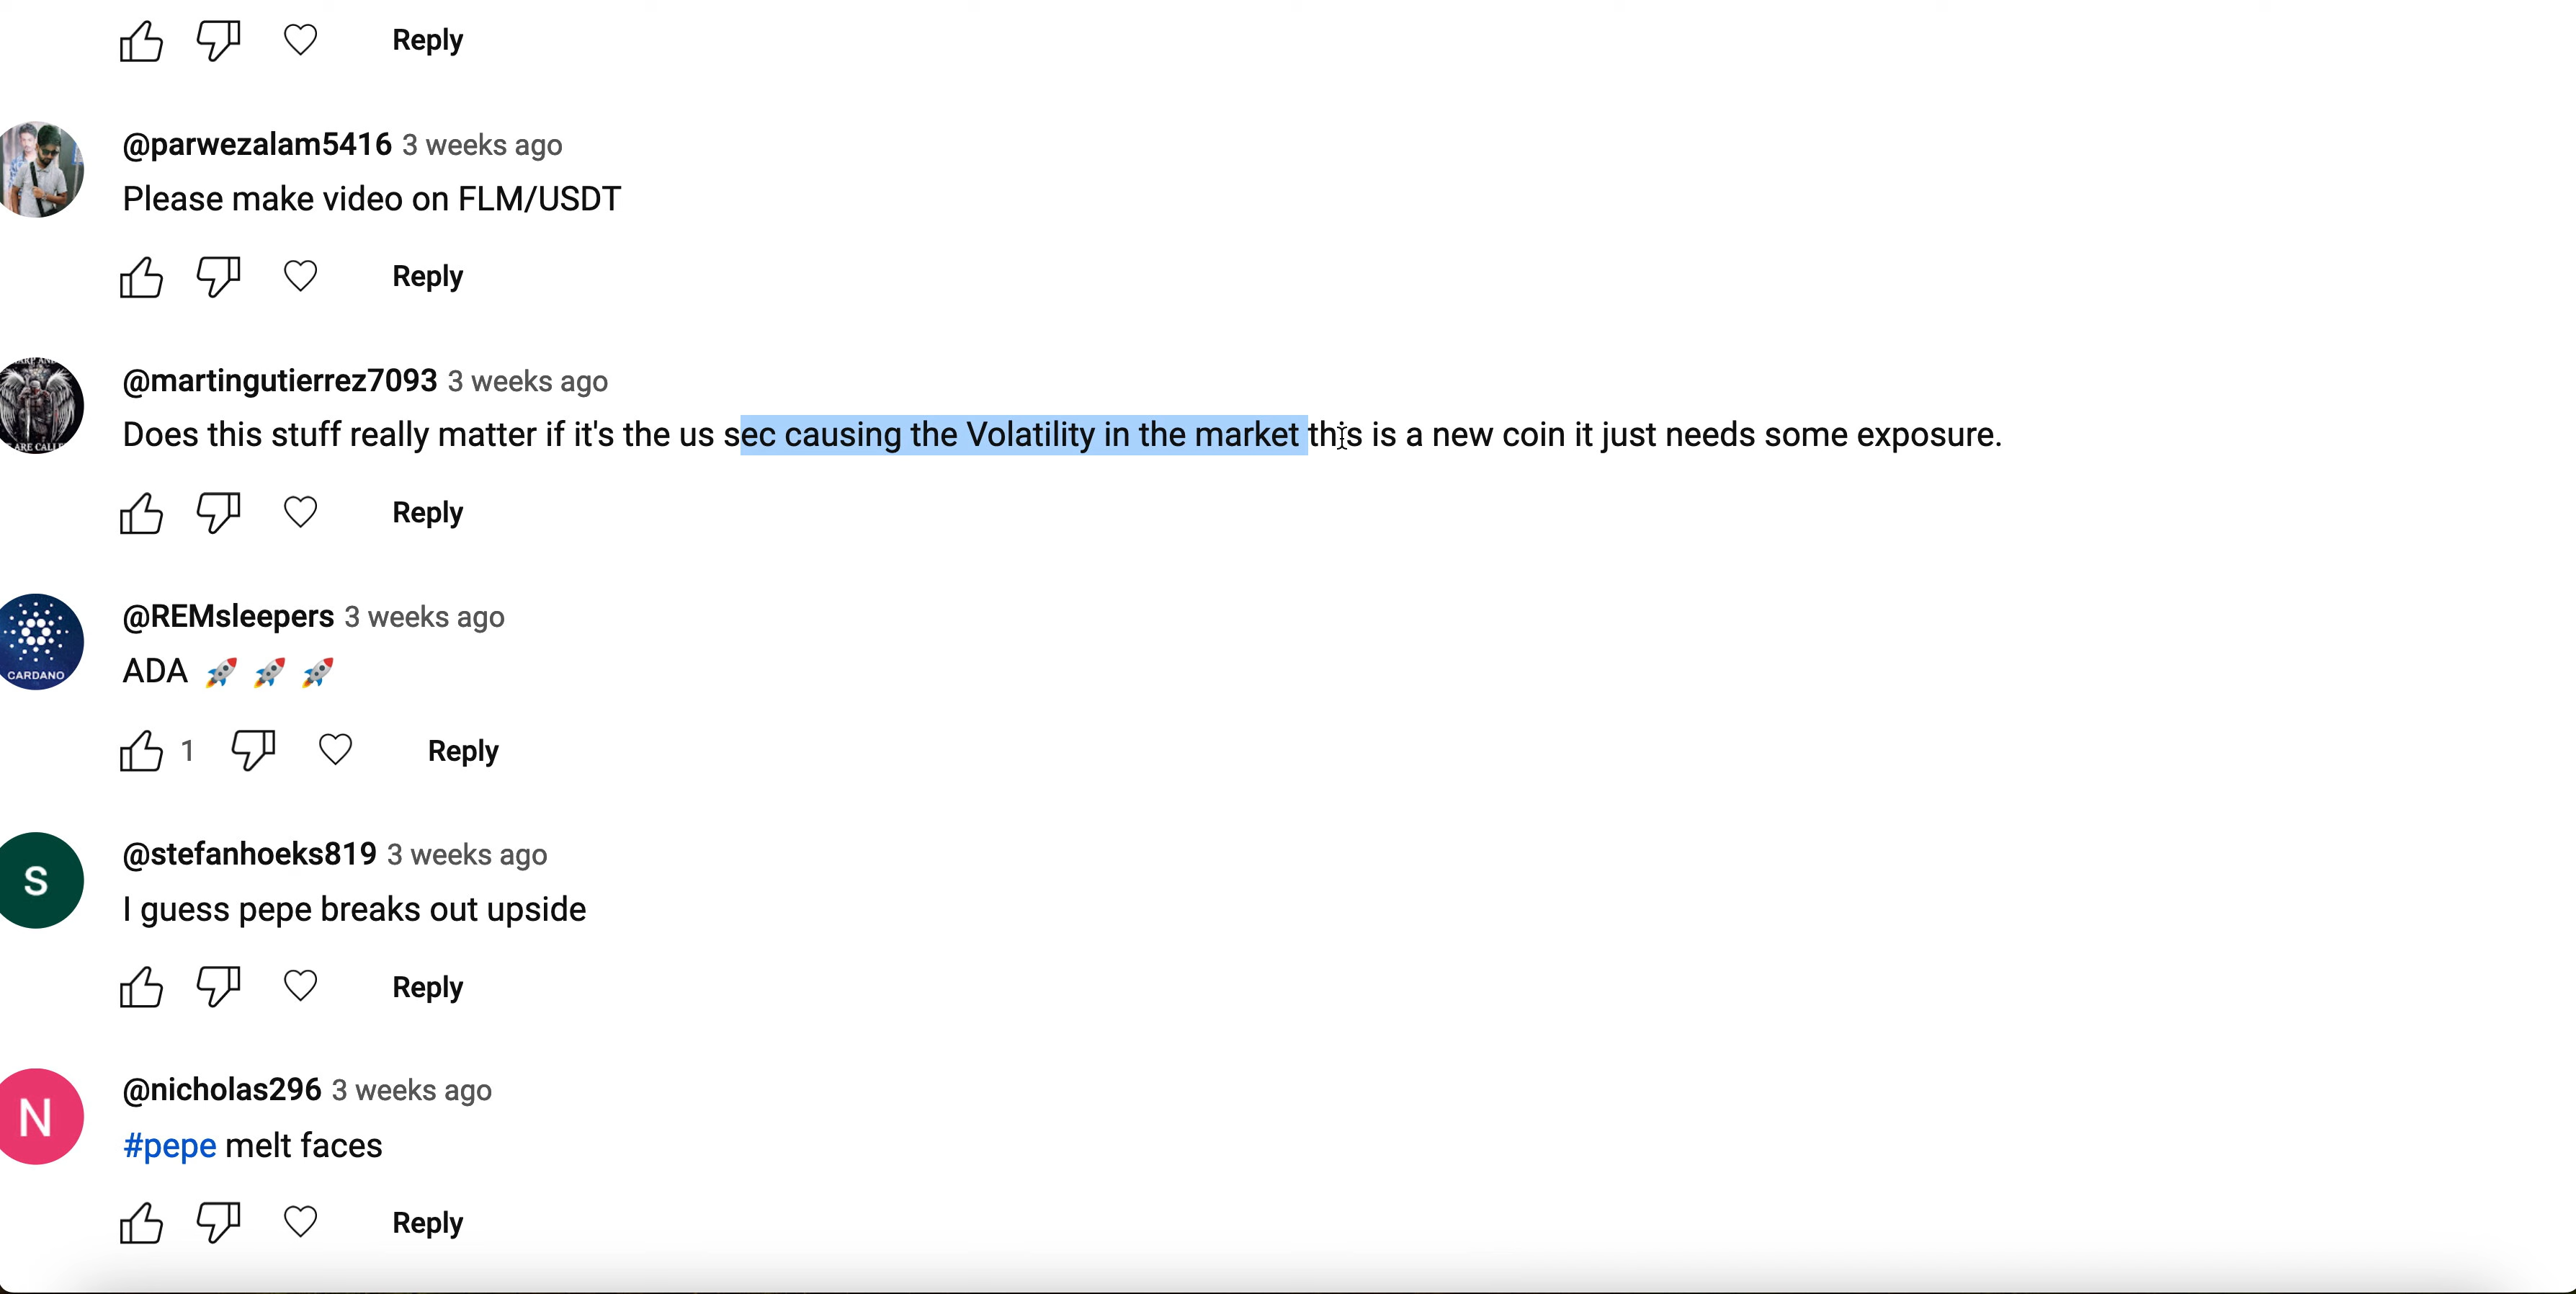 Reply
@parwezalam5416 3 weeks ago
Please make video on FLM/USDT
Reply
@martingutierrez7093 3 weeks ago
Does this stuff really matter if it's the us sec causing the Volatility in the market this is a new coin it just needs some exposure.
Reply
@REMsleepers 3 weeks ago
CARDANO
ADA 🚀 🚀 🚀
1 Reply
@stefanhoeks819 3 weeks ago
S
I guess pepe breaks out upside
Reply
@nicholas296 3 weeks ago
N
#pepe melt faces
Reply